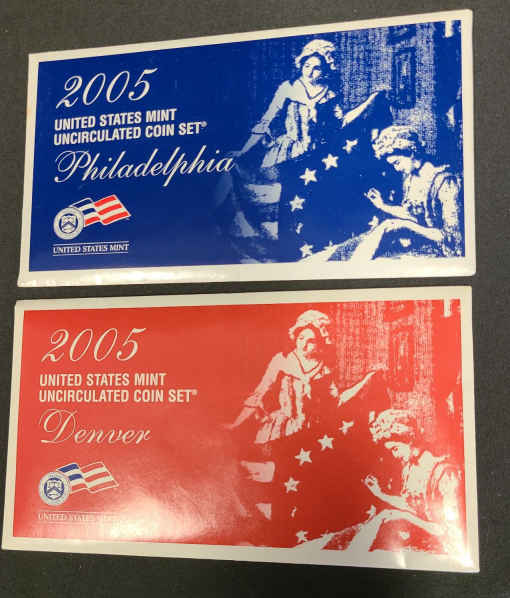 2005
UNITED STATES MINT
UNCIRCULATED COIN SET®
Philadelphia
UNITED STATES MINT
2005
UNITED STATES MINT
UNCIRCULATED COIN SET®
Denver
UNITED STATES MINT